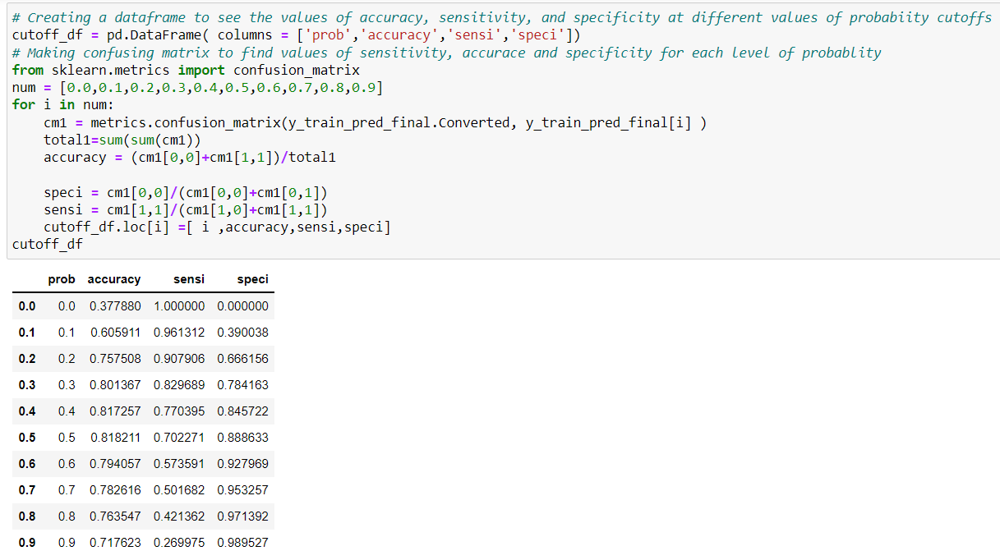 # Creating a dataframe to see the values of accuracy, sensitivity, and specificity at different values of probabiity cutoffs
cutoff_df = pd.DataFrame( columns = ['prob','accuracy','sensi','speci'])
# Making confusing matrix to find values of sensitivity, accurace and specificity for each level of probablity
from sklearn.metrics import confusion_matrix
num = [0.0,0.1,0.2,0.3,0.4,0.5,0.6,0.7,0.8,0.9]
for i in num:
    cm1 = metrics.confusion_matrix(y_train_pred_final.Converted, y_train_pred_final[i] )
    total1=sum(sum(cm1))
    accuracy = (cm1[0,0]+cm1[1,1])/total1
    speci = cm1[0,0]/(cm1[0,0]+cm1[0,1])
    sensi = cm1[1,1]/(cm1[1,0]+cm1[1,1])
    cutoff_df.loc[i] =[ i ,accuracy,sensi,speci]
cutoff_df
prob accuracy sensi speci
0.0 0.0 0.377880 1.000000 0.000000
0.1 0.1 0.605911 0.961312 0.390038
0.2 0.2 0.757508 0.907906 0.666156
0.3 0.3 0.801367 0.829689 0.784163
0.4 0.4 0.817257 0.770395 0.845722
0.5 0.5 0.818211 0.702271 0.888633
0.6 0.6 0.794057 0.573591 0.927969
0.7 0.7 0.782616 0.501682 0.953257
0.8 0.8 0.763547 0.421362 0.971392
0.9 0.9 0.717623 0.269975 0.989527